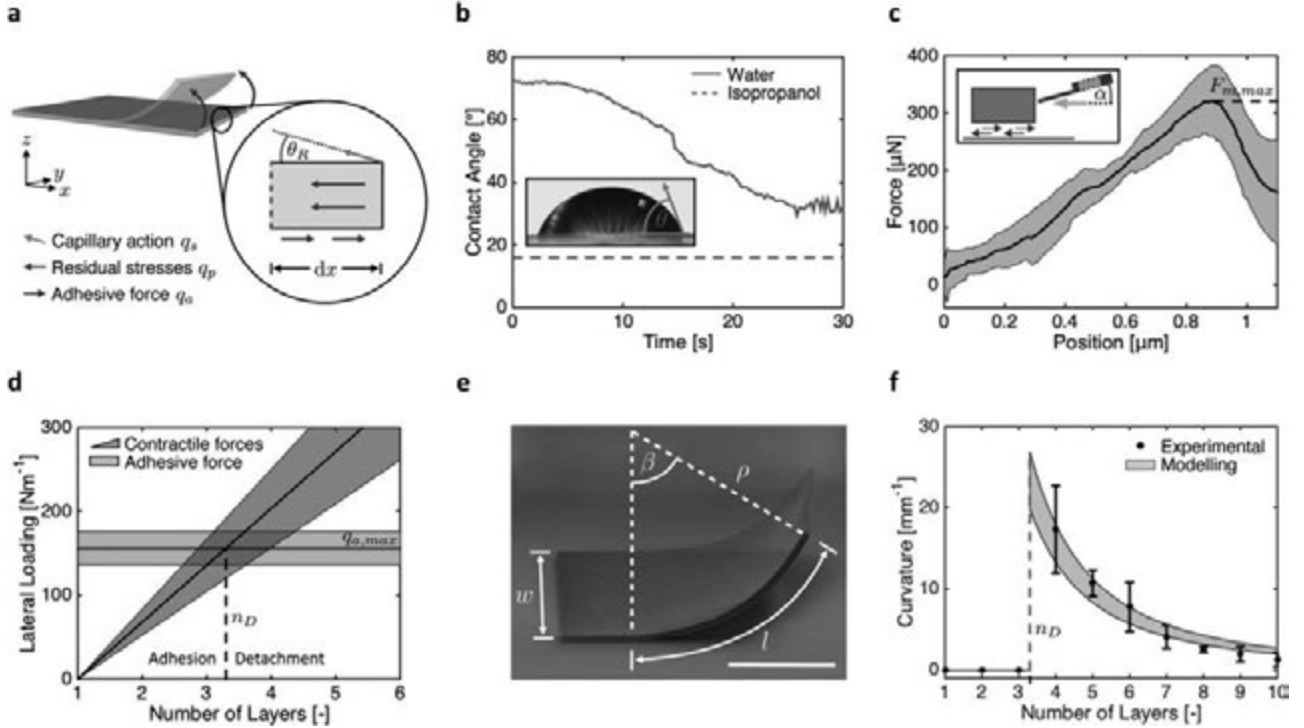 a
z
y
x
θ_R
dx
Capillary action q_s
Residual stresses q_p
Adhesive force q_a
b
80
60
40
20
0
Contact Angle [°]
Water
Isopropanol
θ
0 10 20 30
Time [s]
c
400
300
200
100
0
Force [µN]
α
F_m,max
0 0.2 0.4 0.6 0.8 1
Position [µm]
d
300
200
100
0
Lateral Loading [Nm⁻¹]
Contractile forces
Adhesive force
q_a,max
n_D
Adhesion Detachment
1 2 3 4 5 6
Number of Layers [-]
e
β
ρ
w
l
f
30
20
10
0
Curvature [mm⁻¹]
Experimental
Modelling
n_D
1 2 3 4 5 6 7 8 9 10
Number of Layers [-]